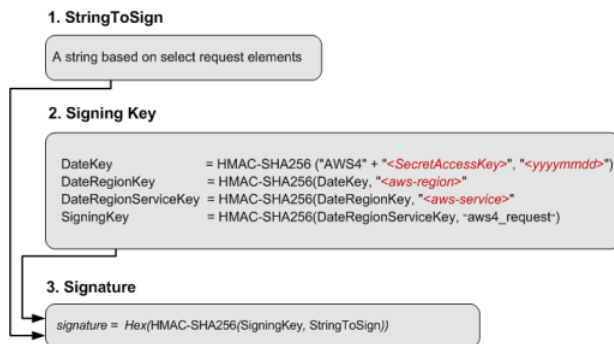 1. StringToSign
A string based on select request elements
2. Signing Key
DateKey = HMAC-SHA256 ("AWS4" + "<SecretAccessKey>", "<yyyymmdd>")
DateRegionKey = HMAC-SHA256(DateKey, "<aws-region>"
DateRegionServiceKey = HMAC-SHA256(DateRegionKey, "<aws-service>"
SigningKey = HMAC-SHA256(DateRegionServiceKey, "aws4_request")
3. Signature
signature = Hex(HMAC-SHA256(SigningKey, StringToSign))